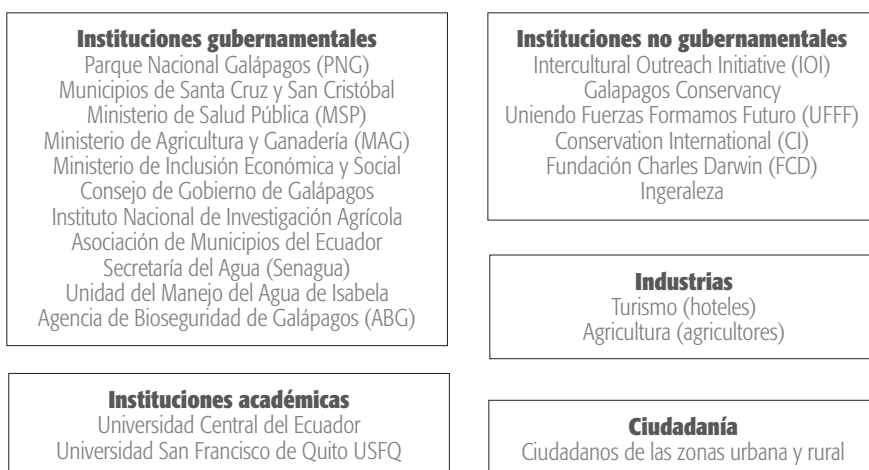 Instituciones gubernamentales
Parque Nacional Galápagos (PNG)
Municipios de Santa Cruz y San Cristóbal
Ministerio de Salud Pública (MSP)
Ministerio de Agricultura y Ganadería (MAG)
Ministerio de Inclusión Económica y Social
Consejo de Gobierno de Galápagos
Instituto Nacional de Investigación Agrícola
Asociación de Municipios del Ecuador
Secretaría del Agua (Senagua)
Unidad del Manejo del Agua de Isabela
Agencia de Bioseguridad de Galápagos (ABG)
Instituciones no gubernamentales
Intercultural Outreach Initiative (IOI)
Galapagos Conservancy
Uniendo Fuerzas Formamos Futuro (UFFF)
Conservation International (CI)
Fundación Charles Darwin (FCD)
Ingeraleza
Industrias
Turismo (hoteles)
Agricultura (agricultores)
Instituciones académicas
Universidad Central del Ecuador
Universidad San Francisco de Quito USFQ
Ciudadanía
Ciudadanos de las zonas urbana y rural